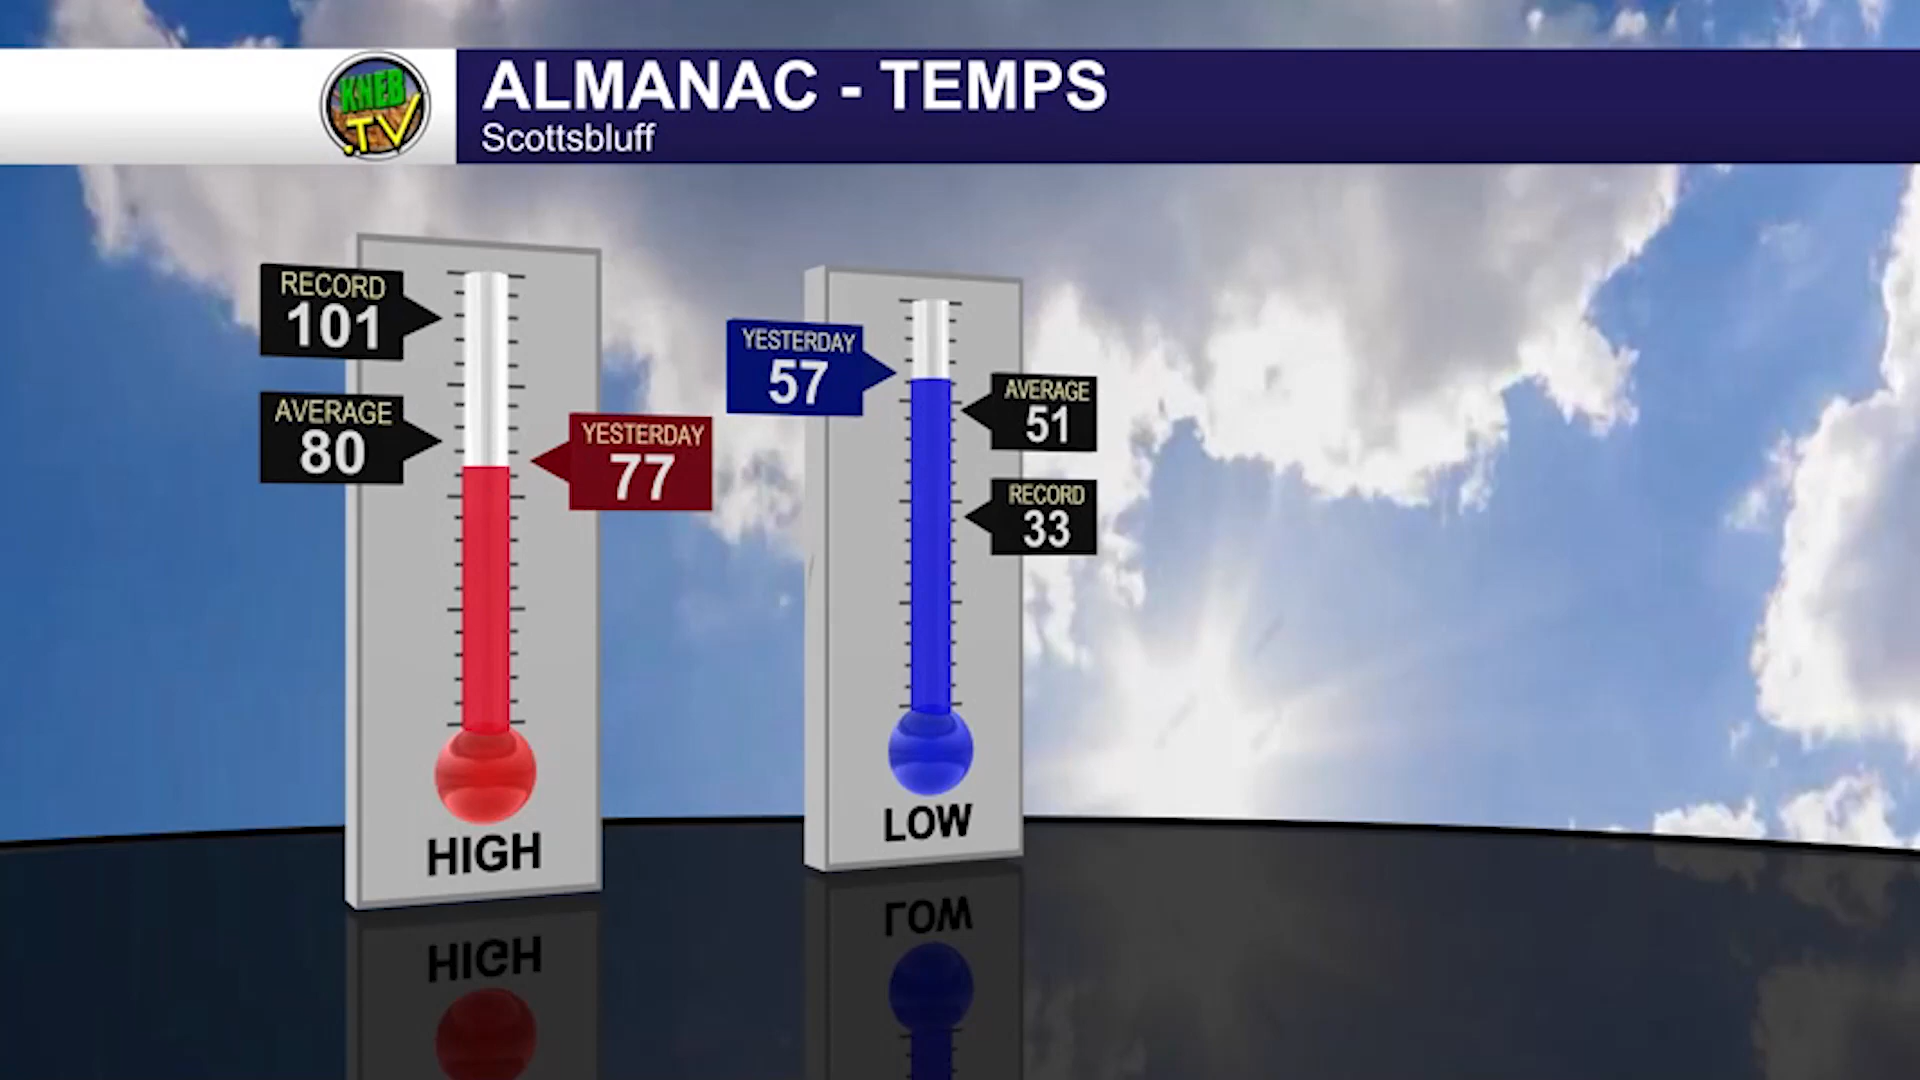 KNEB
.TV
ALMANAC - TEMPS
Scottsbluff
RECORD
101
AVERAGE
80
YESTERDAY
77
HIGH
YESTERDAY
57
AVERAGE
51
RECORD
33
LOW
HIGH
LOW